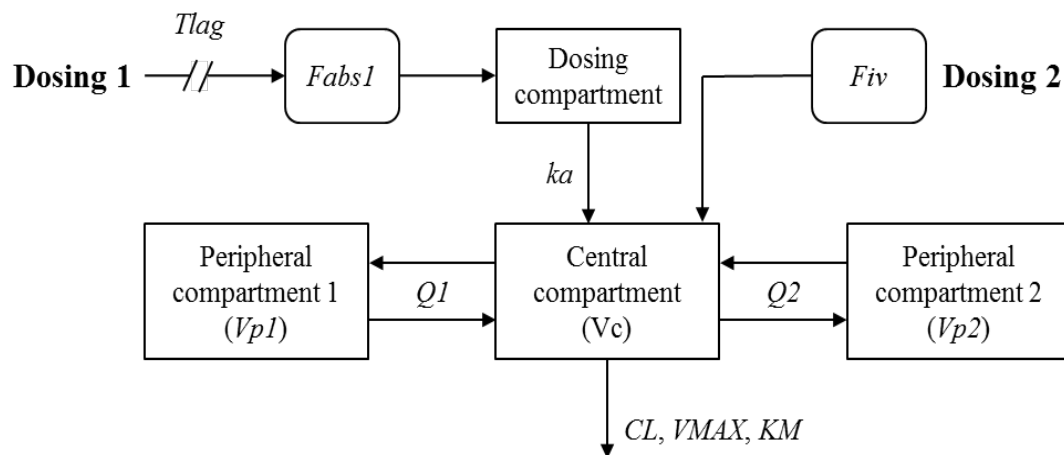 Tlag
Dosing 1
Fabs1
Dosing
compartment
Fiv
Dosing 2
ka
Peripheral
compartment 1
(Vp1)
Q1
Central
compartment
(Vc)
Q2
Peripheral
compartment 2
(Vp2)
CL, VMAX, KM